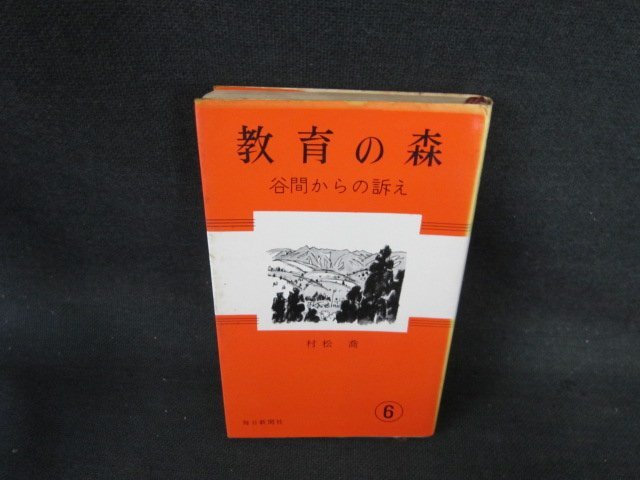 教育の森
谷間からの訴え
村松 喬
6
毎日新聞社